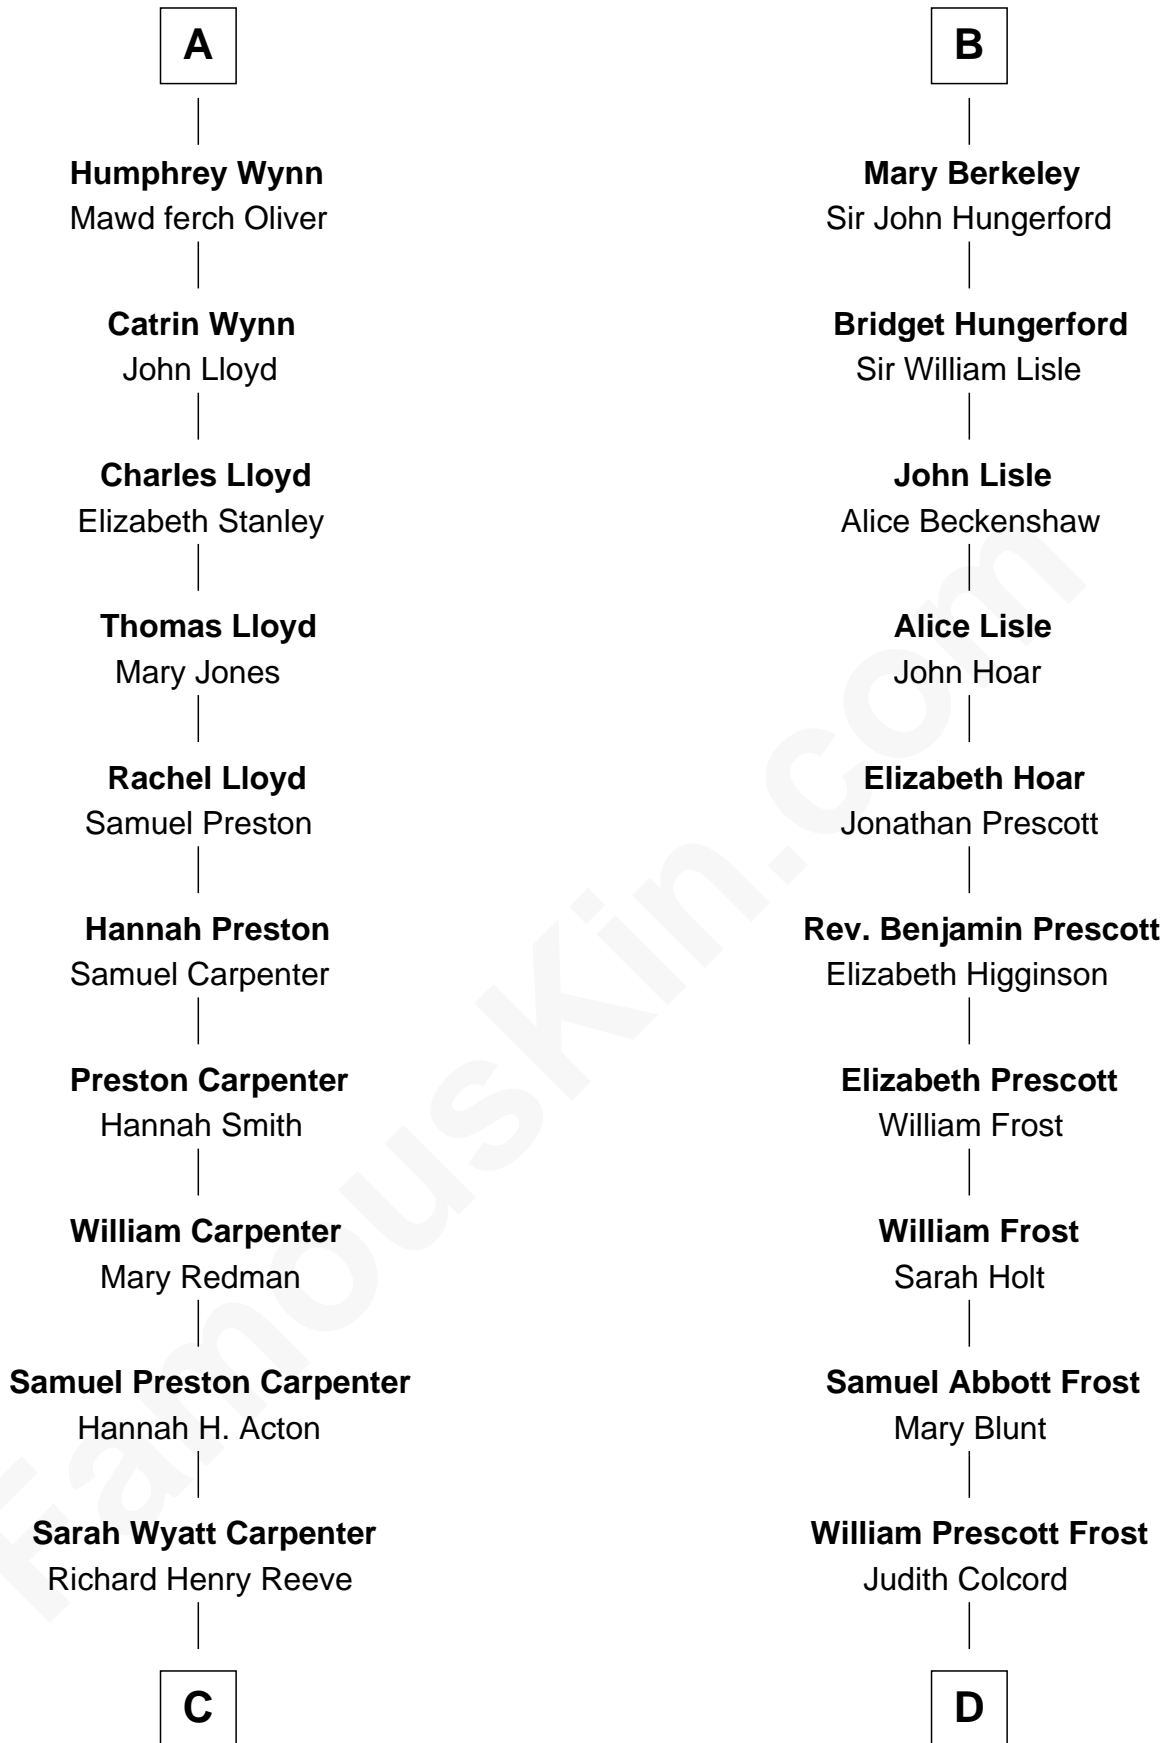 A
Humphrey Wynn
Mawd ferch Oliver
Catrin Wynn
John Lloyd
Charles Lloyd
Elizabeth Stanley
Thomas Lloyd
Mary Jones
Rachel Lloyd
Samuel Preston
Hannah Preston
Samuel Carpenter
Preston Carpenter
Hannah Smith
William Carpenter
Mary Redman
Samuel Preston Carpenter
Hannah H. Acton
Sarah Wyatt Carpenter
Richard Henry Reeve
C
B
Mary Berkeley
Sir John Hungerford
Bridget Hungerford
Sir William Lisle
John Lisle
Alice Beckenshaw
Alice Lisle
John Hoar
Elizabeth Hoar
Jonathan Prescott
Rev. Benjamin Prescott
Elizabeth Higginson
Elizabeth Prescott
William Frost
William Frost
Sarah Holt
Samuel Abbott Frost
Mary Blunt
William Prescott Frost
Judith Colcord
D
FamousKin.com